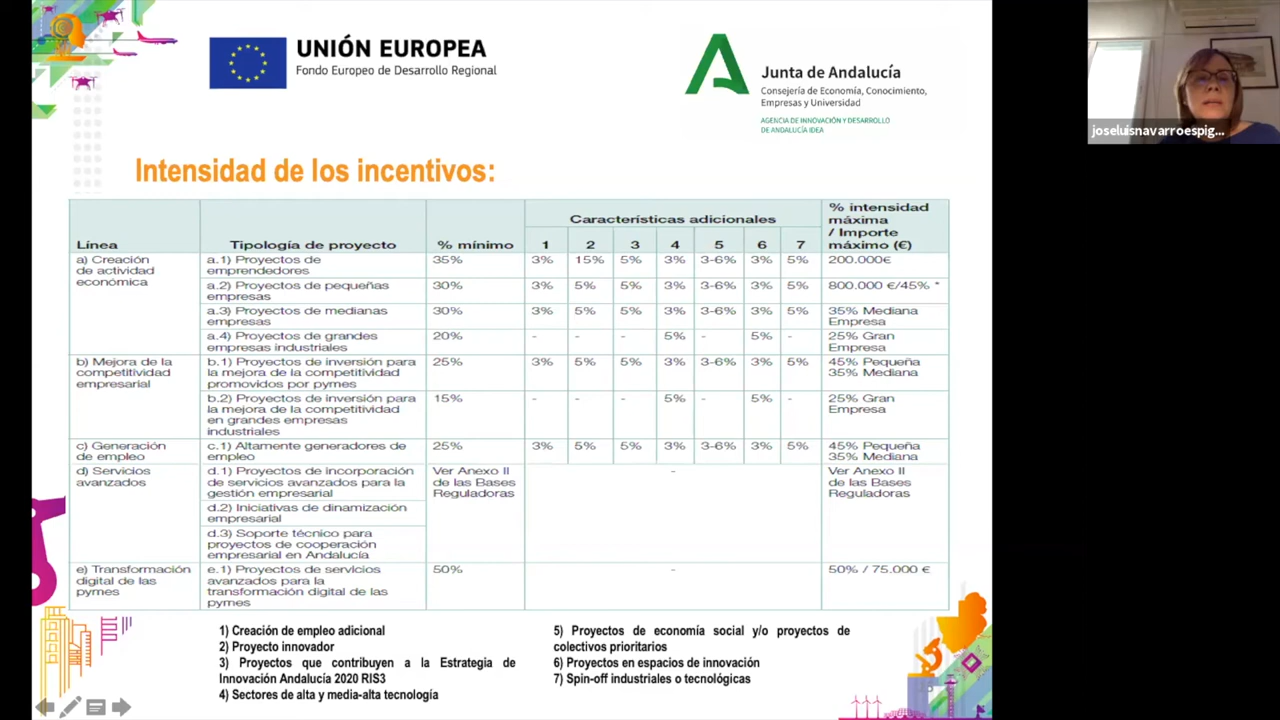 UNIÓN EUROPEA
Fondo Europeo de Desarrollo Regional
Junta de Andalucía
Consejería de Economía, Conocimiento,
Empresas y Universidad
AGENCIA DE INNOVACIÓN Y DESARROLLO
DE ANDALUCÍA IDEA
joseluisnavarroespig...
Intensidad de los incentivos:
Línea Tipología de proyecto % mínimo Características adicionales % intensidad
máxima
/ Importe
máximo (€)
1 2 3 4 5 6 7
a) Creación
de actividad
económica
a.1) Proyectos de
emprendedores
35% 3% 15% 5% 3% 3-6% 3% 5% 200.000€
a.2) Proyectos de pequeñas
empresas
30% 3% 5% 5% 3% 3-6% 3% 5% 800.000 €/45% *
a.3) Proyectos de medianas
empresas
30% 3% 5% 5% 3% 3-6% 3% 5% 35% Mediana
Empresa
a.4) Proyectos de grandes
empresas industriales
20% - - - 5% - 5% - 25% Gran
Empresa
b) Mejora de la
competitividad
empresarial
b.1) Proyectos de inversión para
la mejora de la competitividad
promovidos por pymes
25% 3% 5% 5% 3% 3-6% 3% 5% 45% Pequeña
35% Mediana
b.2) Proyectos de inversión para
la mejora de la competitividad
en grandes empresas
industriales
15% - - - 5% - 5% - 25% Gran
Empresa
c) Generación
de empleo
c.1) Altamente generadores de
empleo
25% 3% 5% 5% 3% 3-6% 3% 5% 45% Pequeña
35% Mediana
d) Servicios
avanzados
d.1) Proyectos de incorporación
de servicios avanzados para la
gestión empresarial
Ver Anexo II
de las Bases
Reguladoras
-
Ver Anexo II
de las Bases
Reguladoras
d.2) Iniciativas de dinamización
empresarial
d.3) Soporte técnico para
proyectos de cooperación
empresarial en Andalucía
e) Transformación
digital de las
pymes
e.1) Proyectos de servicios
avanzados para la
transformación digital de las
pymes
50% - 50% / 75.000 €
1) Creación de empleo adicional
2) Proyecto innovador
3) Proyectos que contribuyen a la Estrategia de
Innovación Andalucía 2020 RIS3
4) Sectores de alta y media-alta tecnología
5) Proyectos de economía social y/o proyectos de
colectivos prioritarios
6) Proyectos en espacios de innovación
7) Spin-off industriales o tecnológicas